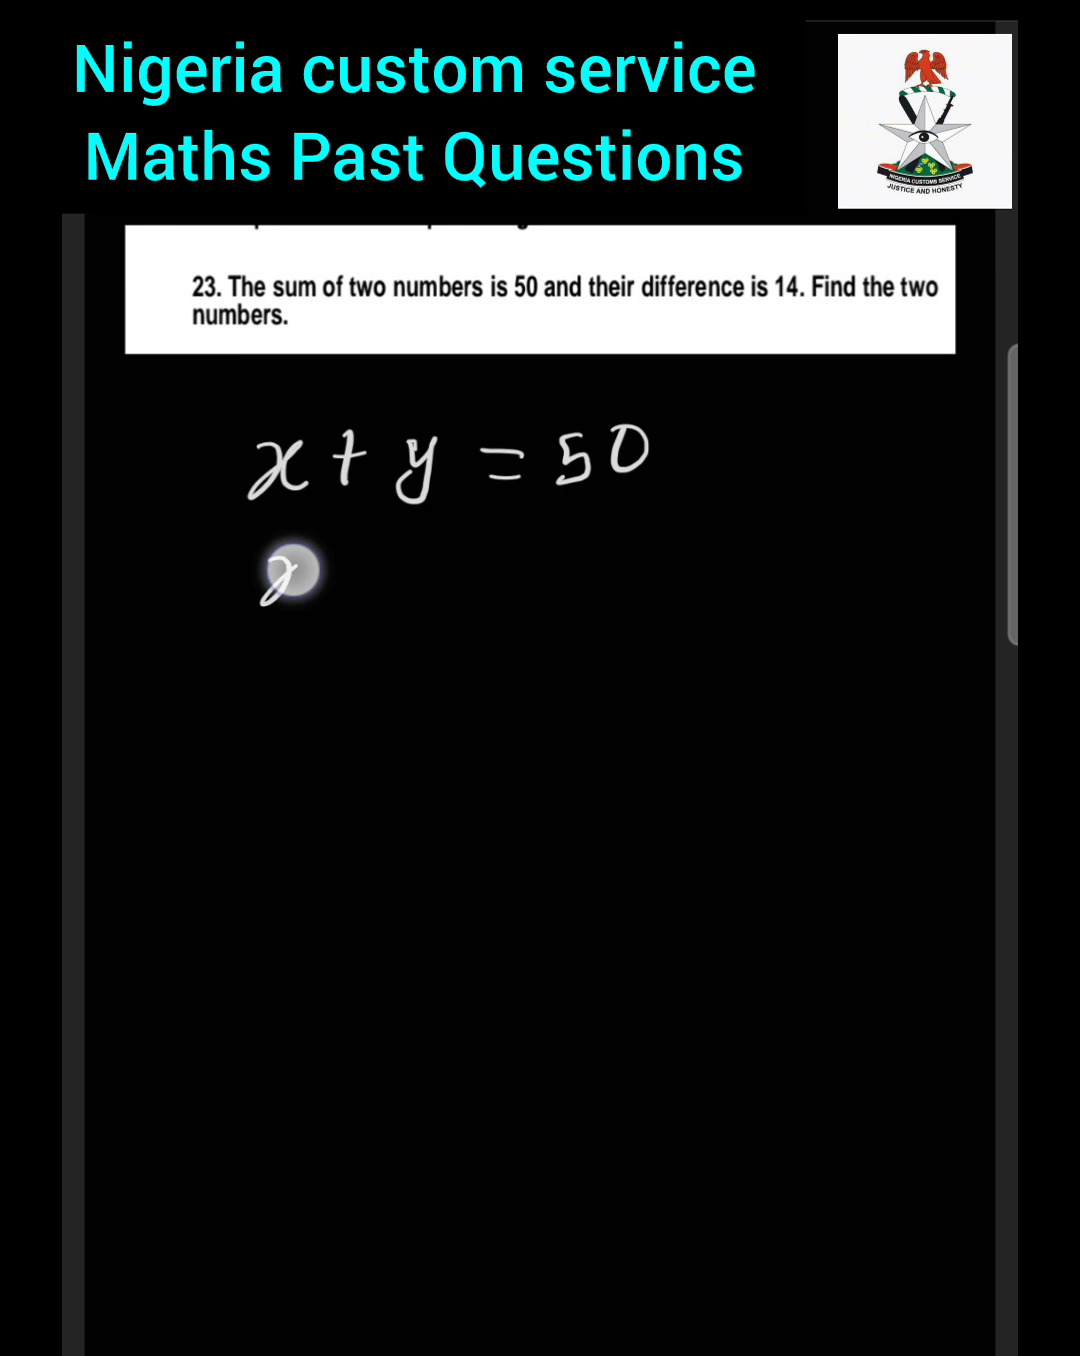 Nigeria custom service
Maths Past Questions
NIGERIA CUSTOMS SERVICE
JUSTICE AND HONESTY
23. The sum of two numbers is 50 and their difference is 14. Find the two
numbers.
x + y = 50